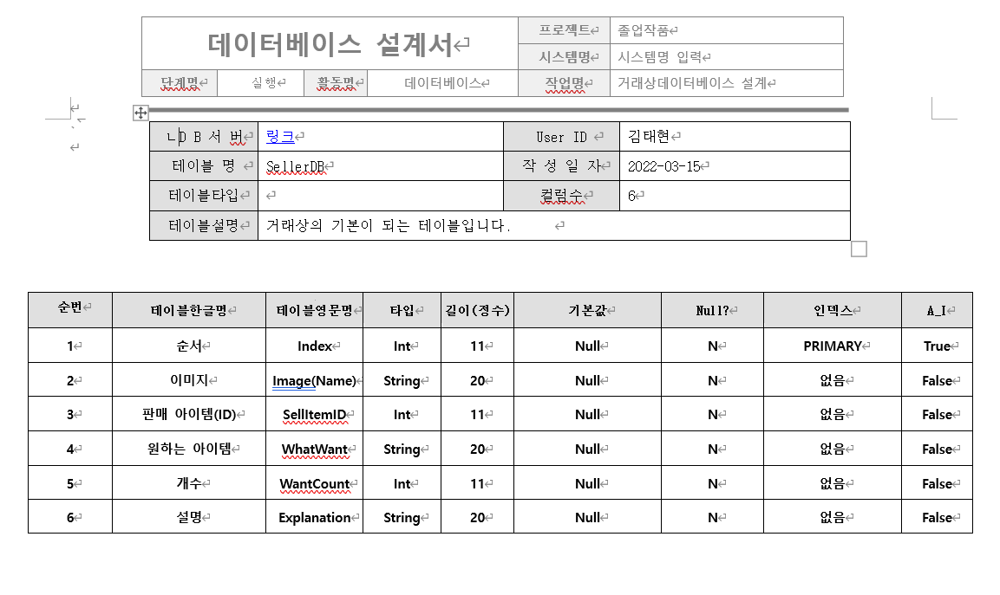 데이터베이스 설계서 프로젝트 졸업작품
시스템명 시스템명 입력
단계명 실행 활동명 데이터베이스 작업명 거래상데이터베이스 설계
ㄴD B 서 버 링크 User ID 김태현
테이블 명 SellerDB 작 성 일 자 2022-03-15
테이블타입 컬럼수 6
테이블설명 거래상의 기본이 되는 테이블입니다.
순번 테이블한글명 테이블영문명 타입 길이(정수) 기본값 Null? 인덱스 A_I
1 순서 Index Int 11 Null N PRIMARY True
2 이미지 Image(Name) String 20 Null N 없음 False
3 판매 아이템(ID) SellItemID Int 11 Null N 없음 False
4 원하는 아이템 WhatWant String 20 Null N 없음 False
5 개수 WantCount Int 11 Null N 없음 False
6 설명 Explanation String 20 Null N 없음 False